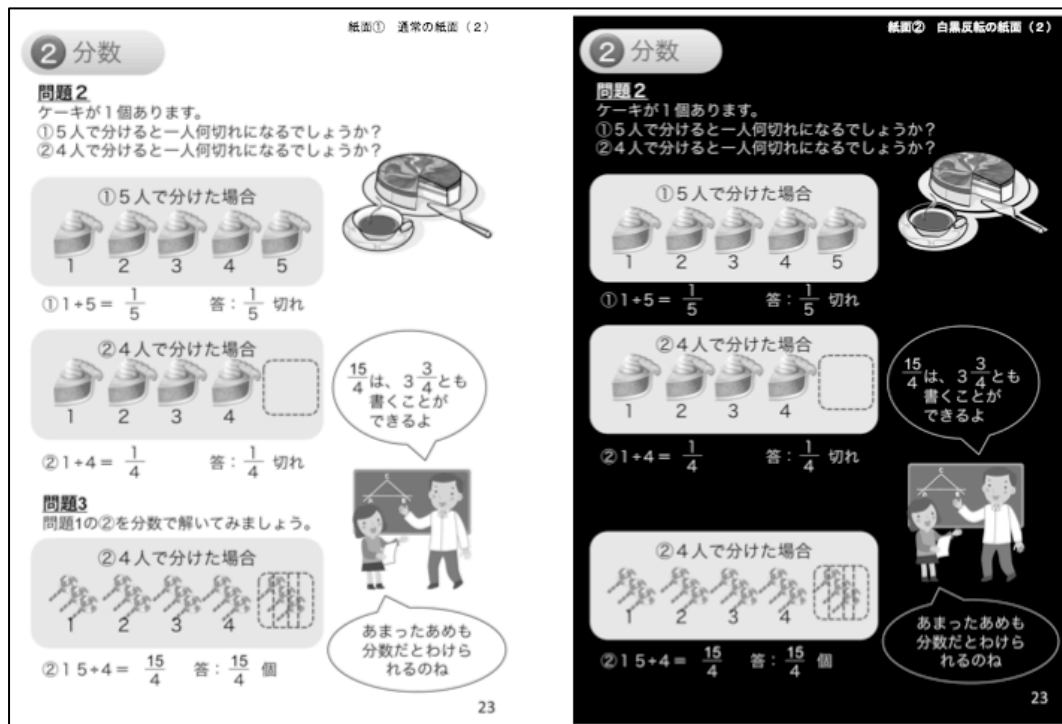 紙面① 通常の紙面（２）
② 分数
問題２
ケーキが１個あります。
①５人で分けると一人何切れになるでしょうか？
②４人で分けると一人何切れになるでしょうか？
①５人で分けた場合
1 2 3 4 5
①1÷5＝ 1/5 答：1/5 切れ
②４人で分けた場合
1 2 3 4
②1÷4＝ 1/4 答：1/4 切れ
15/4は、3 3/4とも
書くことが
できるよ
問題3
問題1の②を分数で解いてみましょう。
②４人で分けた場合
1 2 3 4
②１５÷4＝ 15/4 答：15/4 個
あまったあめも
分数だとわけら
れるのね
23
紙面② 白黒反転の紙面（２）
② 分数
問題２
ケーキが１個あります。
①５人で分けると一人何切れになるでしょうか？
②４人で分けると一人何切れになるでしょうか？
①５人で分けた場合
1 2 3 4 5
①1÷5＝ 1/5 答：1/5 切れ
②４人で分けた場合
1 2 3 4
②1÷4＝ 1/4 答：1/4 切れ
15/4は、3 3/4とも
書くことが
できるよ
②４人で分けた場合
1 2 3 4
②１５÷4＝ 15/4 答：15/4 個
あまったあめも
分数だとわけら
れるのね
23